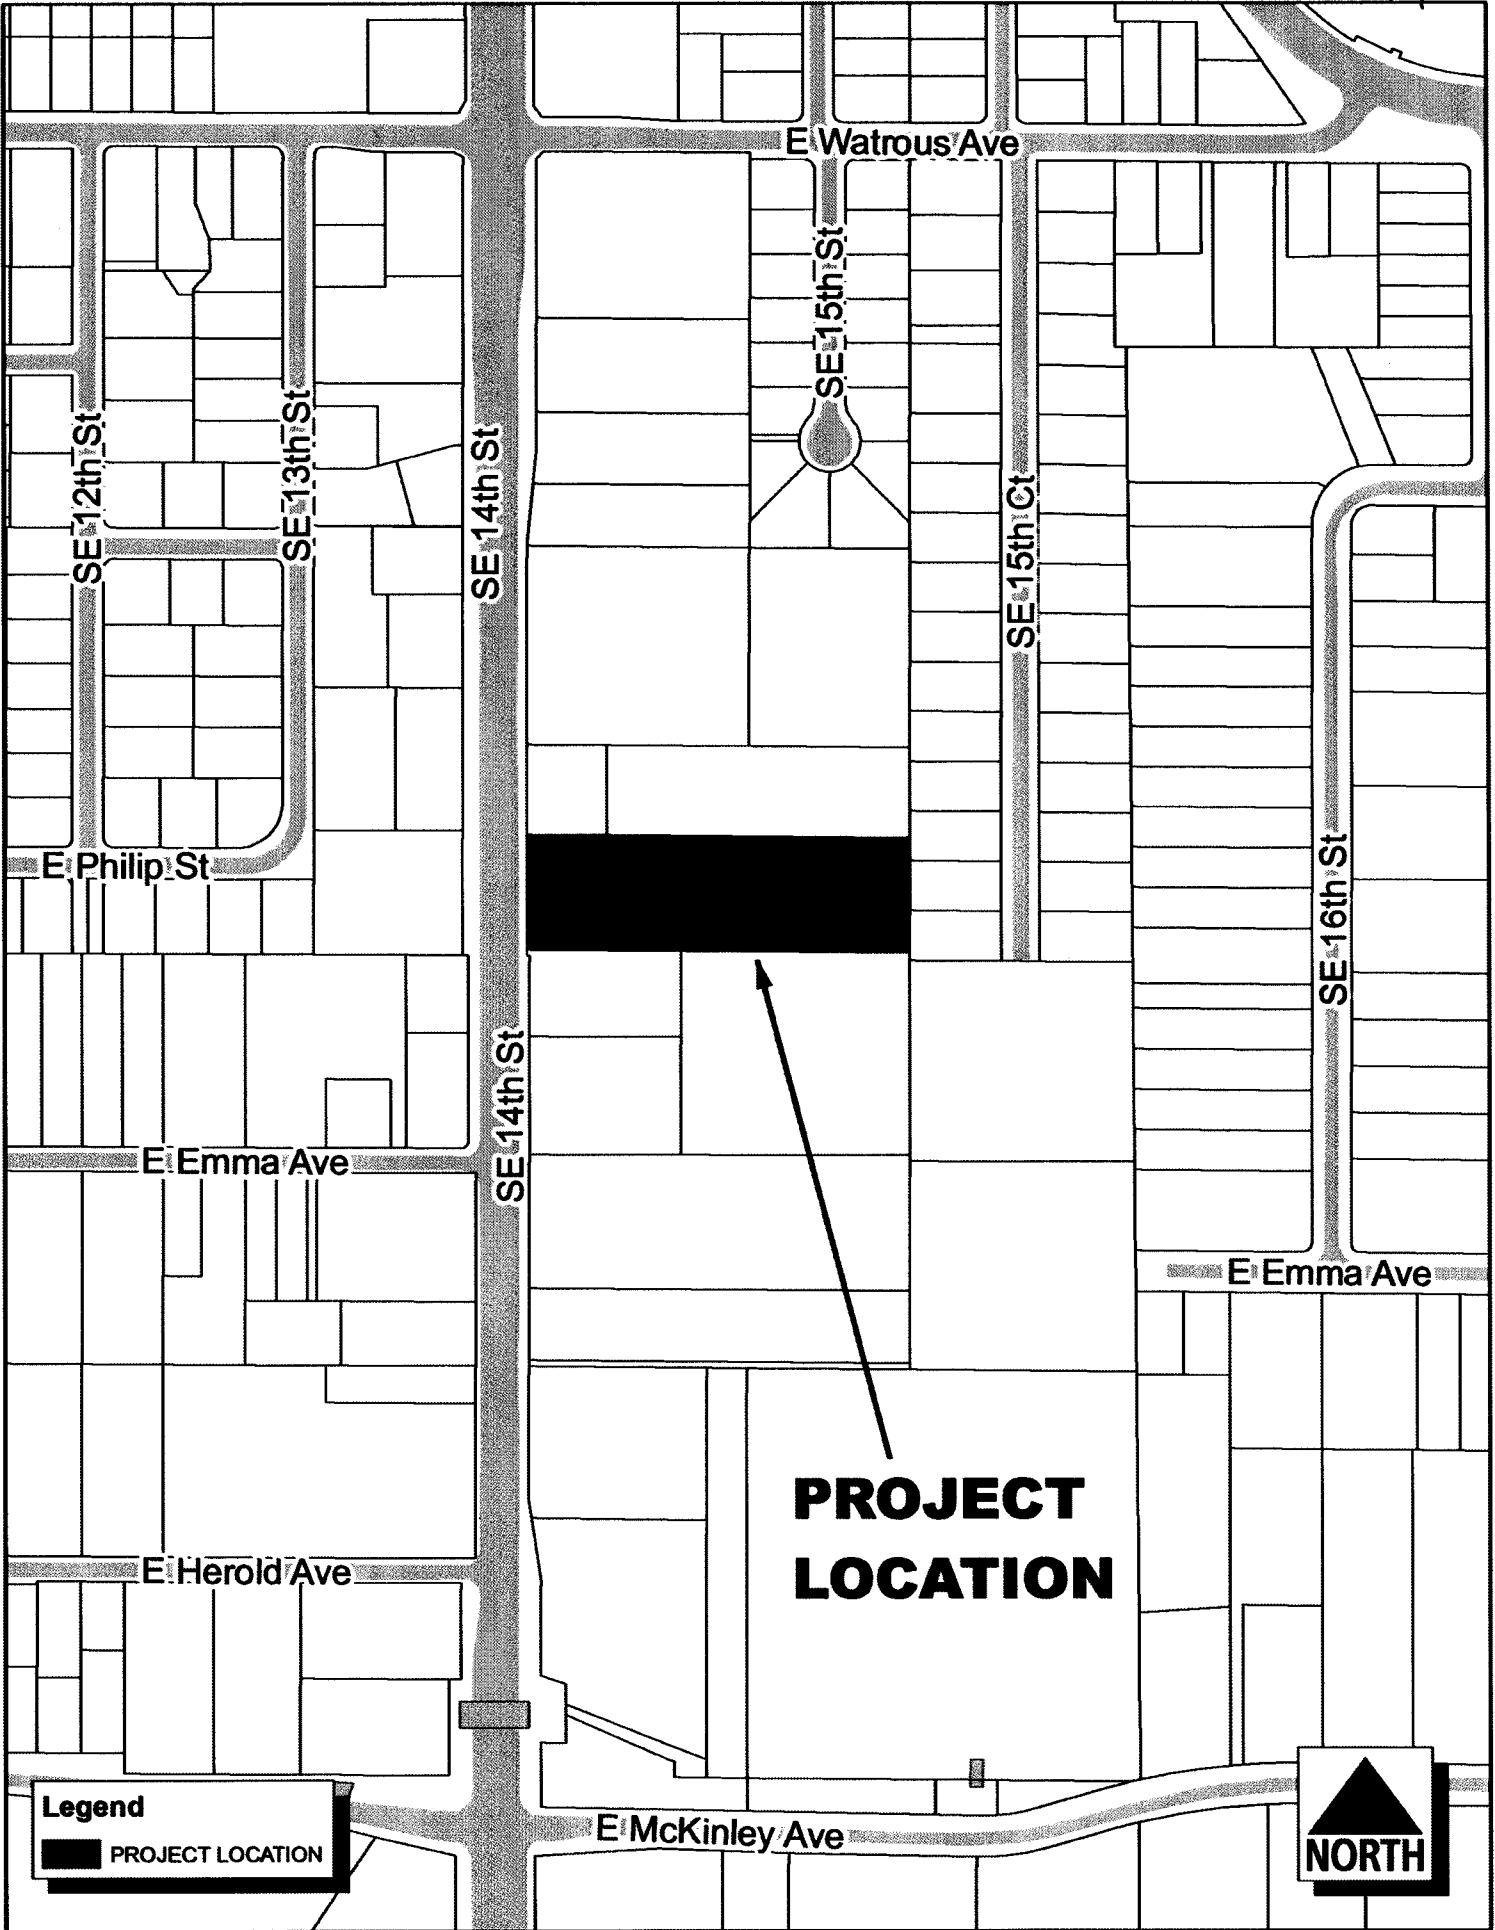 E Watrous Ave
SE 15th St
SE 12th St
SE 13th St
SE 14th St
SE 15th Ct
E Philip St
SE 16th St
SE 14th St
E Emma Ave
E Emma Ave
PROJECT
LOCATION
E Herold Ave
Legend
PROJECT LOCATION
E McKinley Ave
NORTH